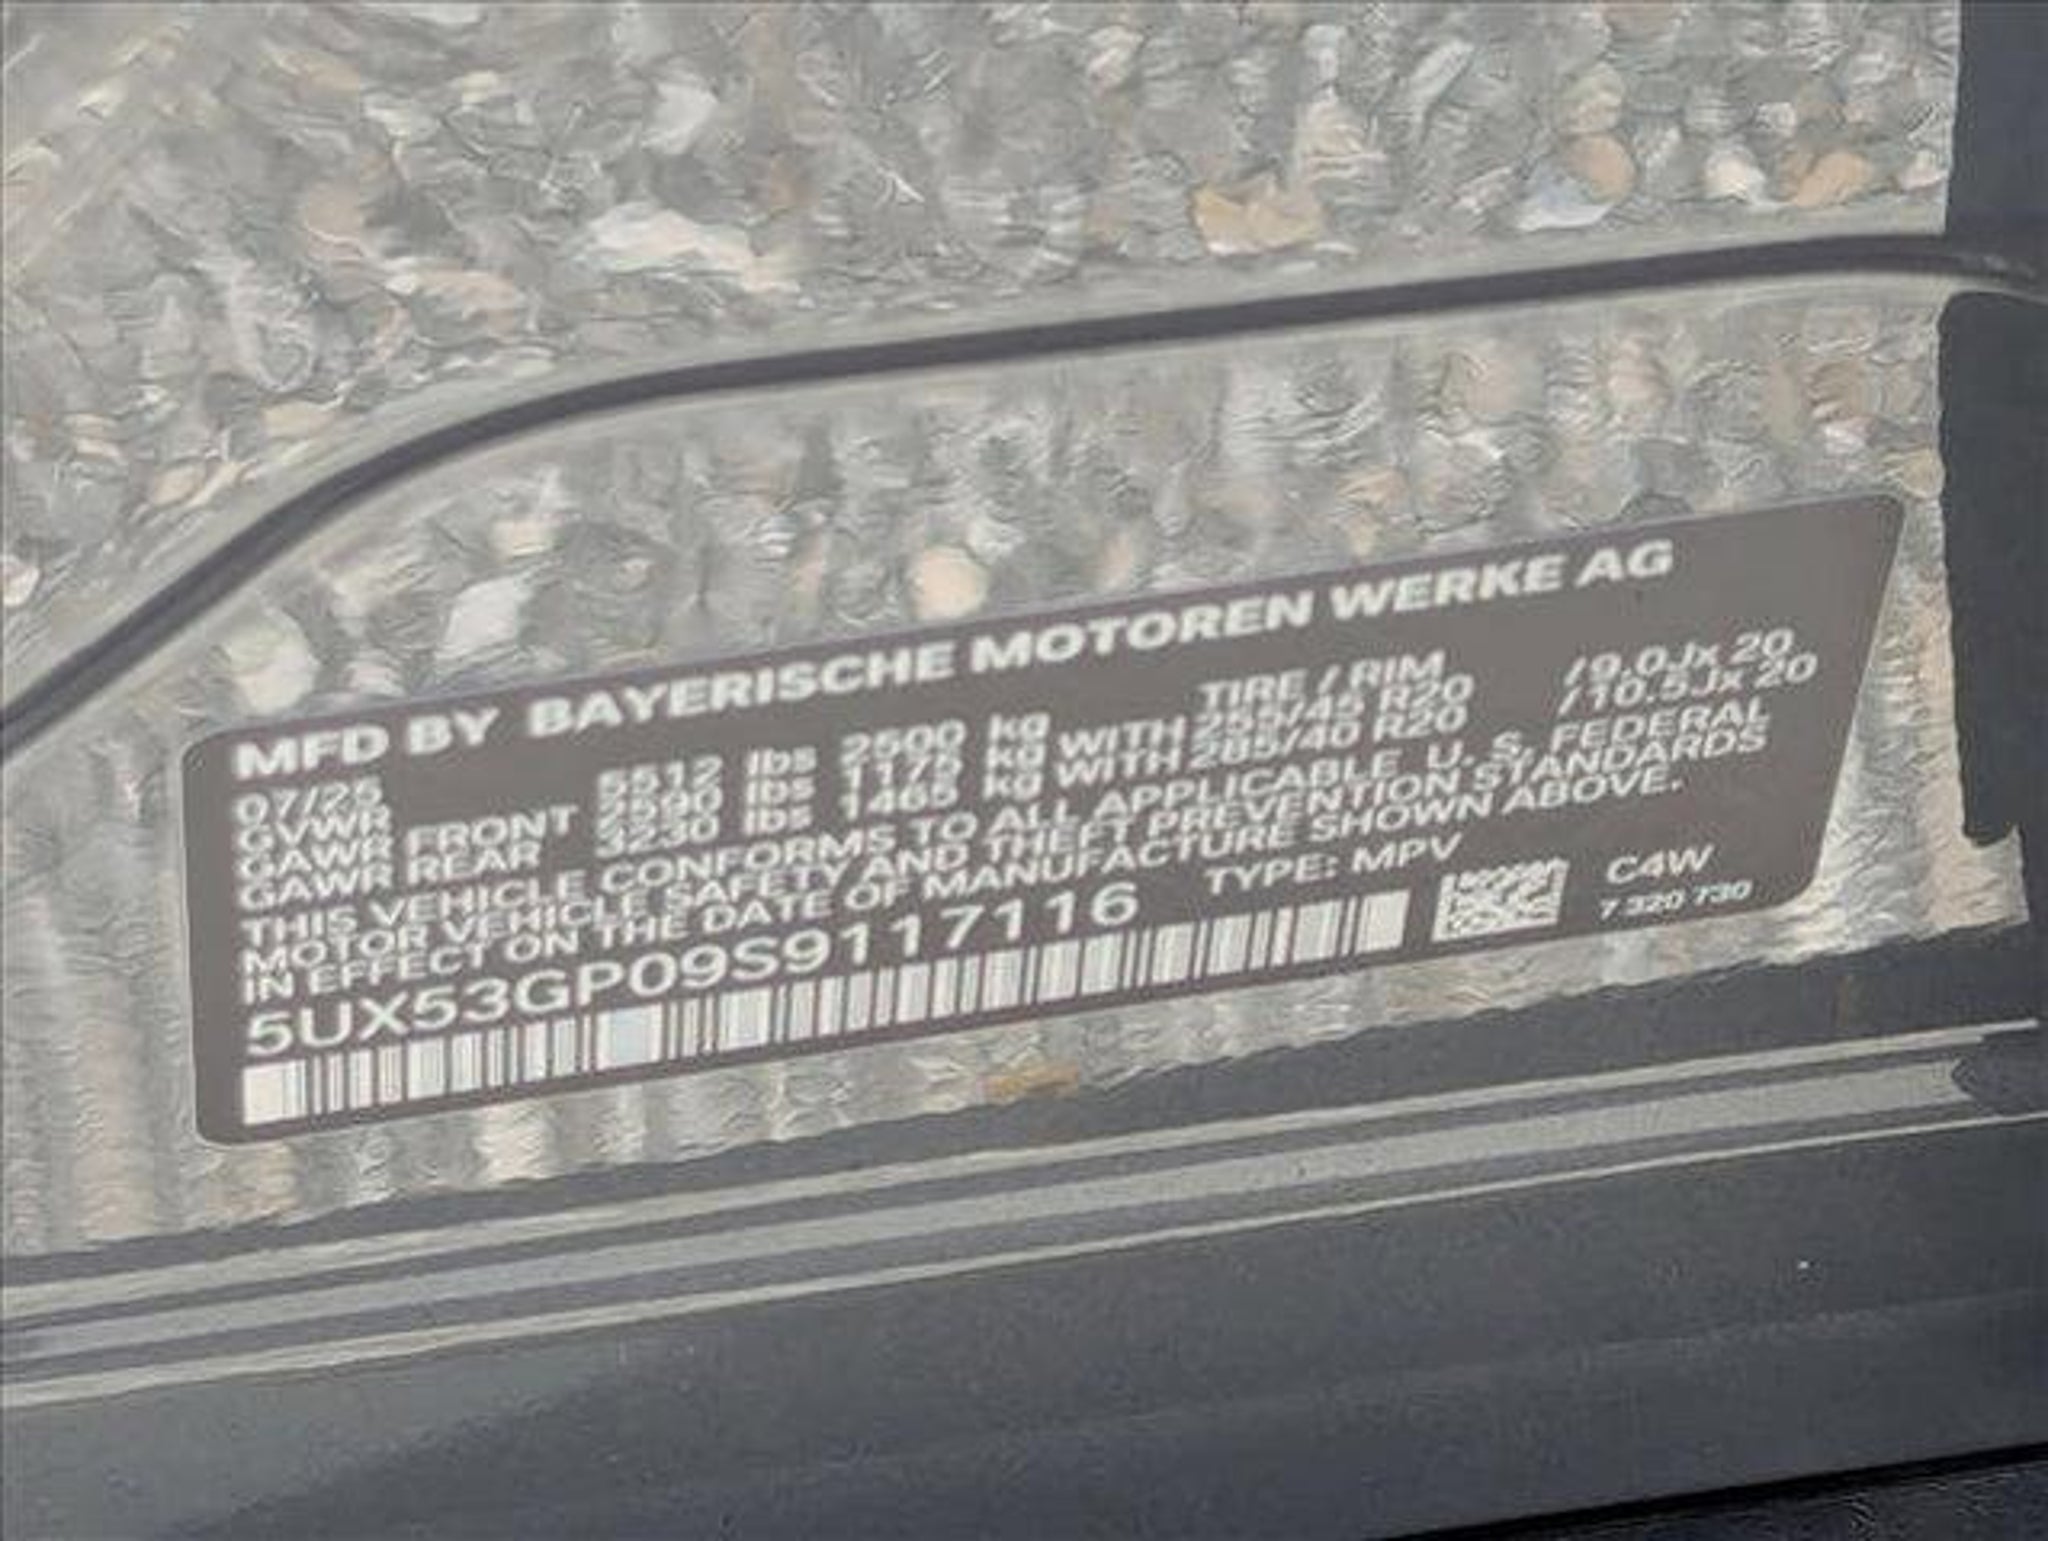 MFD BY BAYERISCHE MOTOREN WERKE AG
07/25 TIRE / RIM
GVWR 5512 lbs 2500 kg
GAWR FRONT 2590 lbs 1175 kg WITH 255/45 R20 /9.0Jx 20
GAWR REAR 3230 lbs 1465 kg WITH 285/40 R20 /10.5Jx 20
THIS VEHICLE CONFORMS TO ALL APPLICABLE U. S. FEDERAL
MOTOR VEHICLE SAFETY AND THEFT PREVENTION STANDARDS
IN EFFECT ON THE DATE OF MANUFACTURE SHOWN ABOVE.
5UX53GP09S9117116 TYPE: MPV
C4W
7 320 730